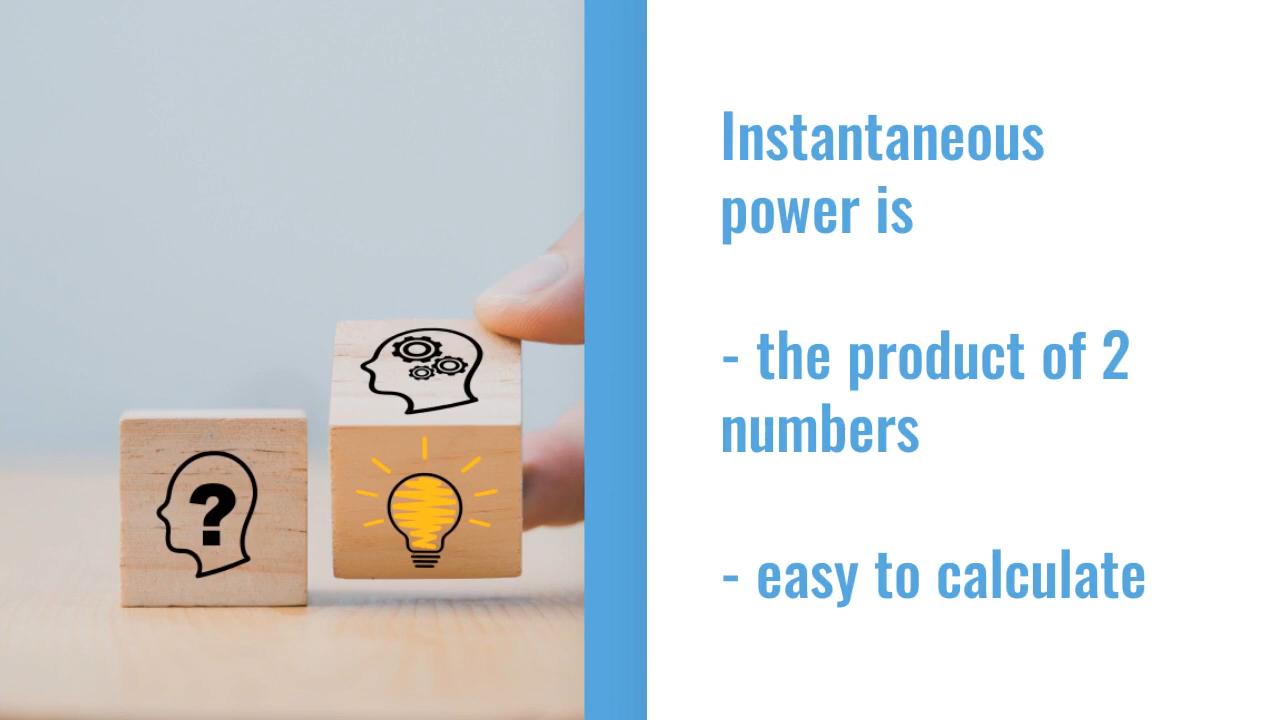 Instantaneous
power is
- the product of 2
numbers
- easy to calculate
?